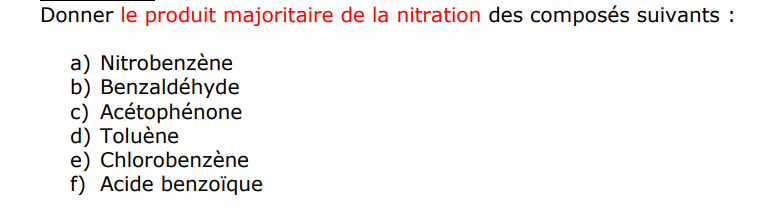 Donner le produit majoritaire de la nitration des composés suivants :
a) Nitrobenzène
b) Benzaldéhyde
c) Acétophénone
d) Toluène
e) Chlorobenzène
f) Acide benzoïque